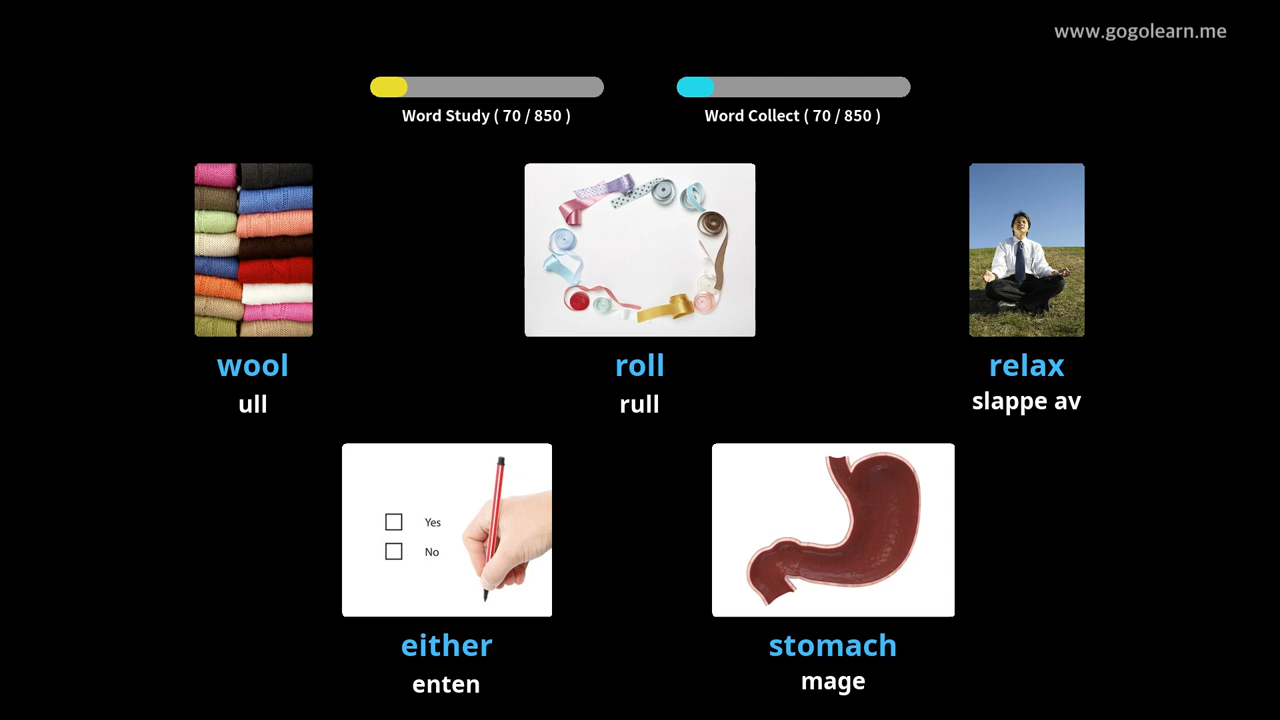 www.gogolearn.me
Word Study ( 70 / 850 )
Word Collect ( 70 / 850 )
wool
ull
roll
rull
relax
slappe av
Yes
No
either
enten
stomach
mage